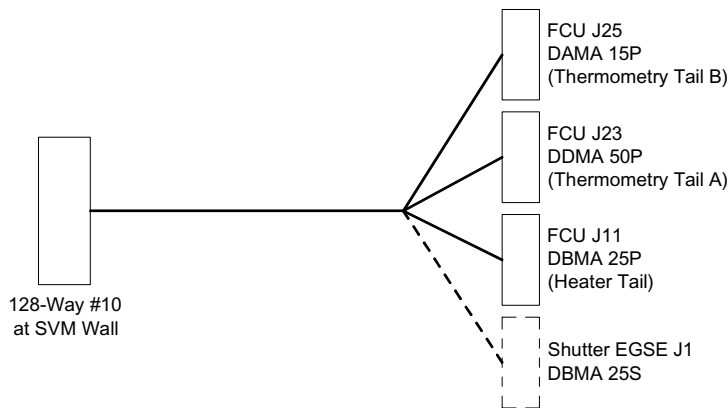 FCU J25
DAMA 15P
(Thermometry Tail B)
FCU J23
DDMA 50P
(Thermometry Tail A)
FCU J11
DBMA 25P
(Heater Tail)
128-Way #10
at SVM Wall
Shutter EGSE J1
DBMA 25S